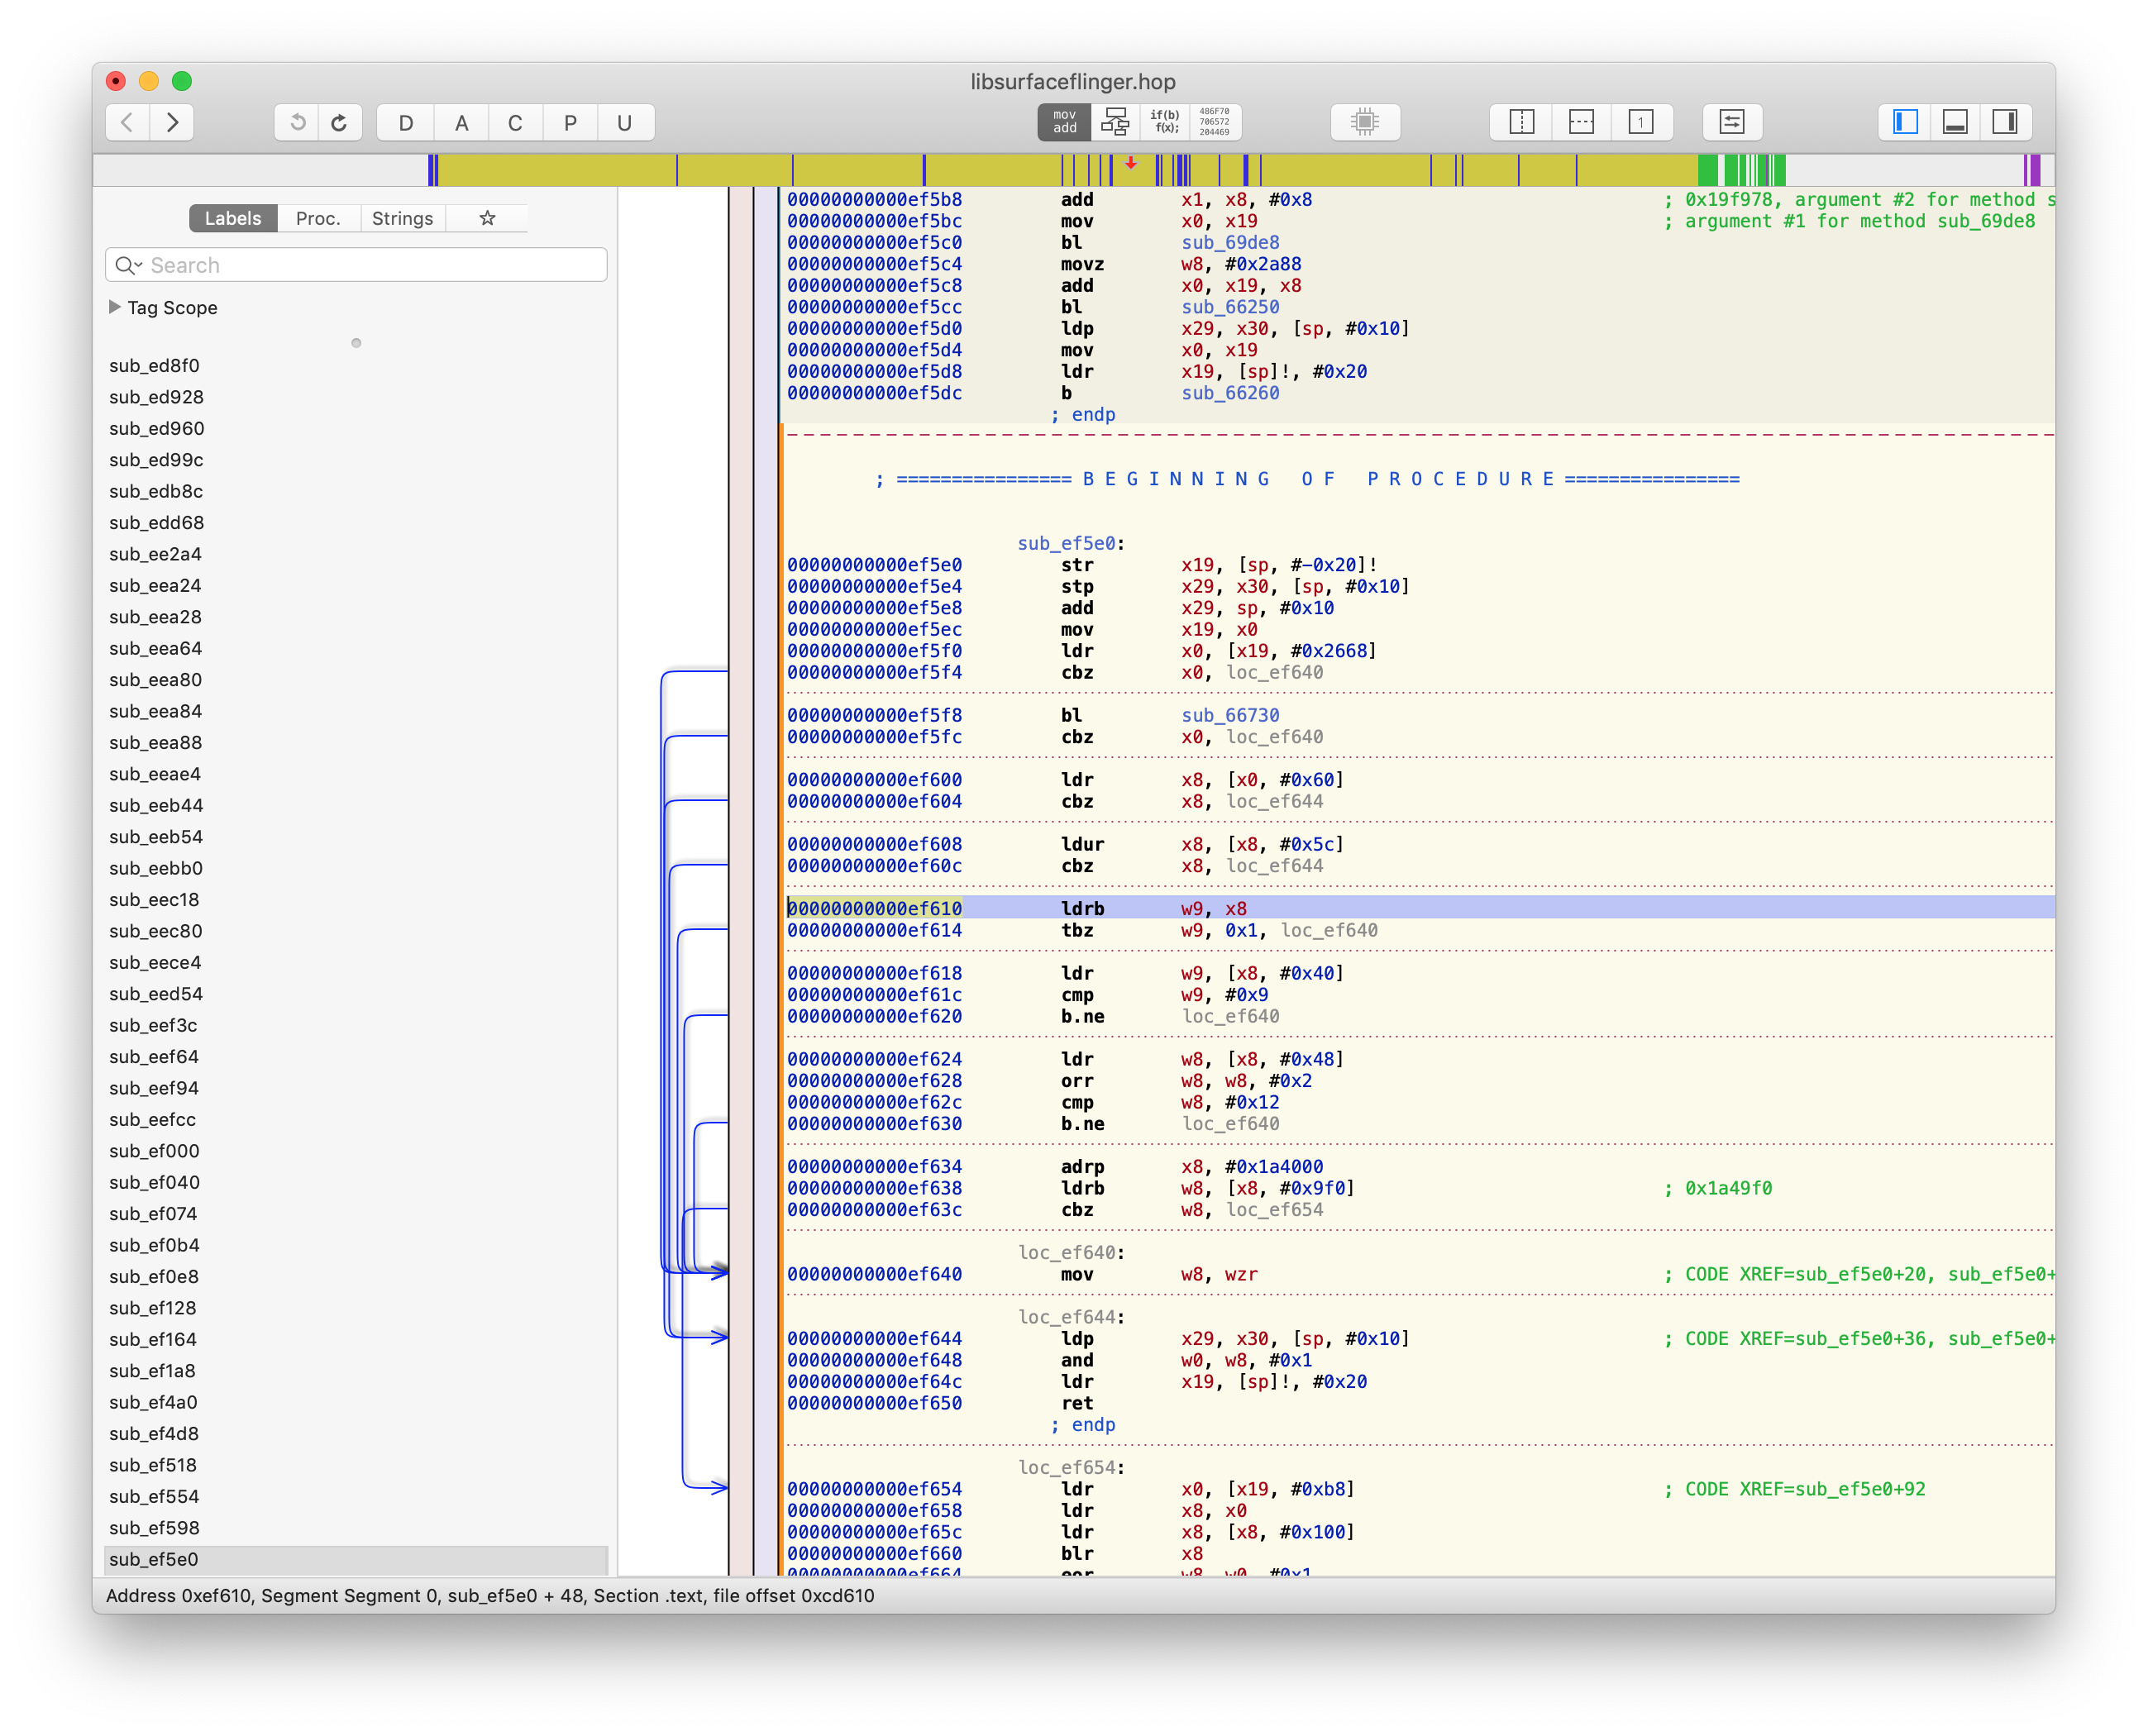 libsurfaceflinger.hop
D A C P U
mov add
if(b) f(x);
486F70 706572 204469
1
Labels Proc. Strings
Search
Tag Scope
sub_ed8f0
sub_ed928
sub_ed960
sub_ed99c
sub_edb8c
sub_edd68
sub_ee2a4
sub_eea24
sub_eea28
sub_eea64
sub_eea80
sub_eea84
sub_eea88
sub_eeae4
sub_eeb44
sub_eeb54
sub_eebb0
sub_eec18
sub_eec80
sub_eece4
sub_eed54
sub_eef3c
sub_eef64
sub_eef94
sub_eefcc
sub_ef000
sub_ef040
sub_ef074
sub_ef0b4
sub_ef0e8
sub_ef128
sub_ef164
sub_ef1a8
sub_ef4a0
sub_ef4d8
sub_ef518
sub_ef554
sub_ef598
sub_ef5e0
00000000000ef5b8 add x1, x8, #0x8 ; 0x19f978, argument #2 for method s
00000000000ef5bc mov x0, x19 ; argument #1 for method sub_69de8
00000000000ef5c0 bl sub_69de8
00000000000ef5c4 movz w8, #0x2a88
00000000000ef5c8 add x0, x19, x8
00000000000ef5cc bl sub_66250
00000000000ef5d0 ldp x29, x30, [sp, #0x10]
00000000000ef5d4 mov x0, x19
00000000000ef5d8 ldr x19, [sp]!, #0x20
00000000000ef5dc b sub_66260
; endp
; ================ B E G I N N I N G   O F   P R O C E D U R E ================
sub_ef5e0:
00000000000ef5e0 str x19, [sp, #-0x20]!
00000000000ef5e4 stp x29, x30, [sp, #0x10]
00000000000ef5e8 add x29, sp, #0x10
00000000000ef5ec mov x19, x0
00000000000ef5f0 ldr x0, [x19, #0x2668]
00000000000ef5f4 cbz x0, loc_ef640
00000000000ef5f8 bl sub_66730
00000000000ef5fc cbz x0, loc_ef640
00000000000ef600 ldr x8, [x0, #0x60]
00000000000ef604 cbz x8, loc_ef644
00000000000ef608 ldur x8, [x8, #0x5c]
00000000000ef60c cbz x8, loc_ef644
00000000000ef610 ldrb w9, x8
00000000000ef614 tbz w9, 0x1, loc_ef640
00000000000ef618 ldr w9, [x8, #0x40]
00000000000ef61c cmp w9, #0x9
00000000000ef620 b.ne loc_ef640
00000000000ef624 ldr w8, [x8, #0x48]
00000000000ef628 orr w8, w8, #0x2
00000000000ef62c cmp w8, #0x12
00000000000ef630 b.ne loc_ef640
00000000000ef634 adrp x8, #0x1a4000
00000000000ef638 ldrb w8, [x8, #0x9f0] ; 0x1a49f0
00000000000ef63c cbz w8, loc_ef654
loc_ef640:
00000000000ef640 mov w8, wzr ; CODE XREF=sub_ef5e0+20, sub_ef5e0+
loc_ef644:
00000000000ef644 ldp x29, x30, [sp, #0x10] ; CODE XREF=sub_ef5e0+36, sub_ef5e0+
00000000000ef648 and w0, w8, #0x1
00000000000ef64c ldr x19, [sp]!, #0x20
00000000000ef650 ret
; endp
loc_ef654:
00000000000ef654 ldr x0, [x19, #0xb8] ; CODE XREF=sub_ef5e0+92
00000000000ef658 ldr x8, x0
00000000000ef65c ldr x8, [x8, #0x100]
00000000000ef660 blr x8
00000000000ef664 eor w8, w0, #0x1
Address 0xef610, Segment Segment 0, sub_ef5e0 + 48, Section .text, file offset 0xcd610